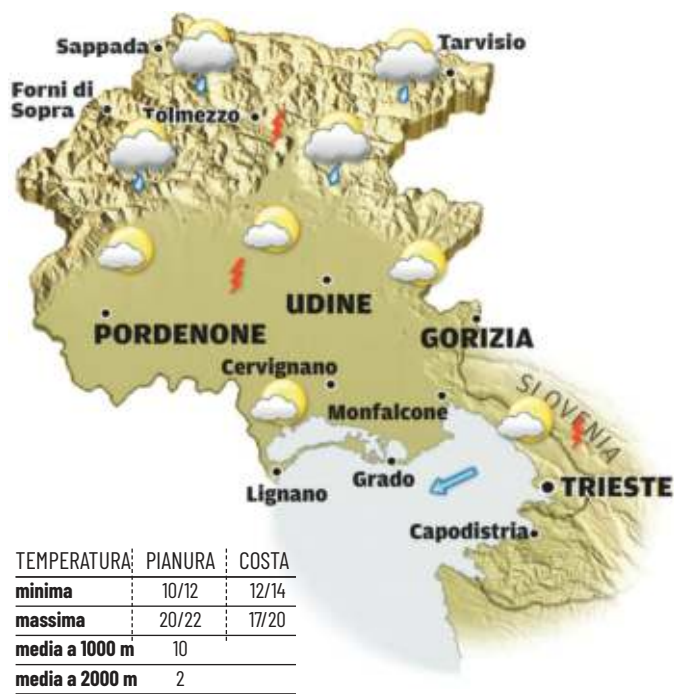 Sappada
Tarvisio
Forni di
Sopra
Tolmezzo
UDINE
PORDENONE
GORIZIA
Cervignano
Monfalcone
SLOVENIA
Lignano
Grado
TRIESTE
Capodistria
TEMPERATURA PIANURA COSTA
minima 10/12 12/14
massima 20/22 17/20
media a 1000 m 10
media a 2000 m 2